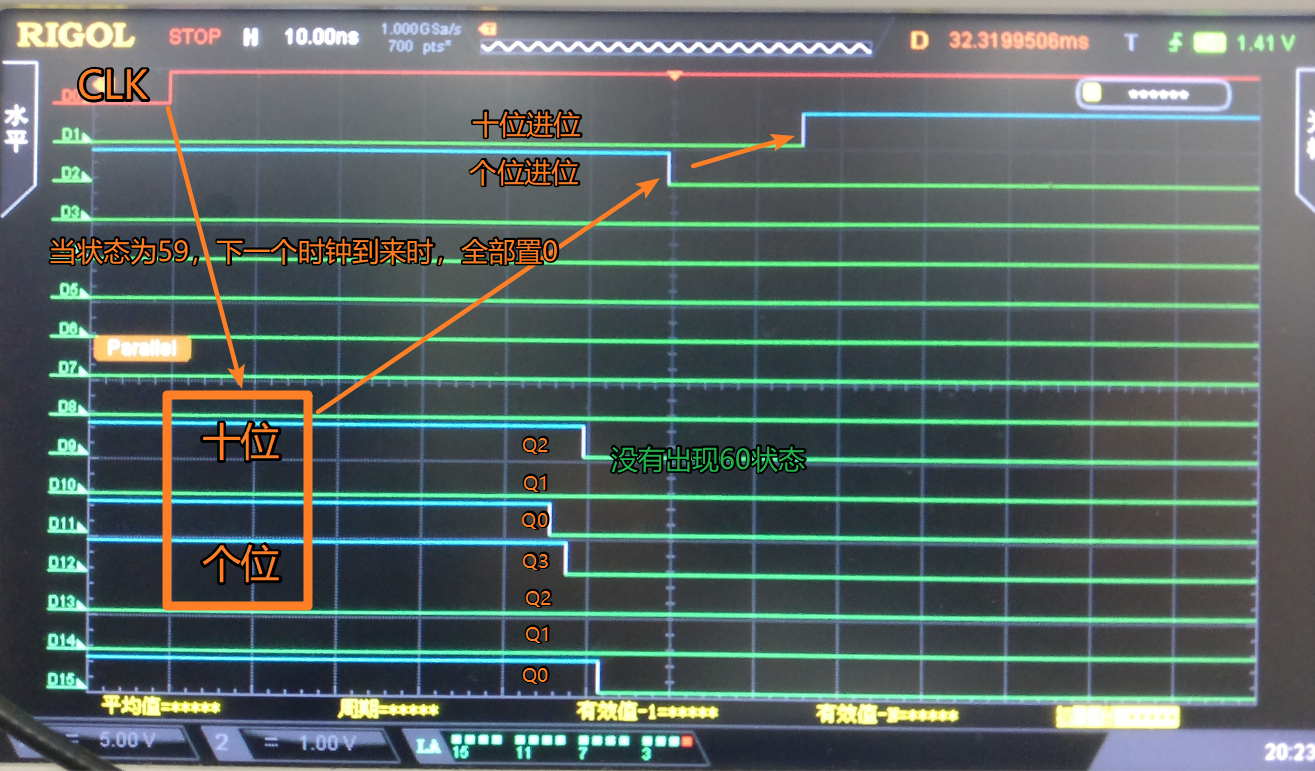 RIGOL STOP H 10.00ns 1.000GSa/s 700 pts D 32.3199506ms T 1.41 V
CLK
******
水平
D1
十位进位
D2
个位进位
D3
当状态为59，下一个时钟到来时，全部置0
D5
D6
Parallel
D7
D8
十位
D9
Q2
没有出现60状态
D10
Q1
D11
Q0
D12
个位
Q3
D13
Q2
D14
Q1
D15
Q0
平均值=***** 周期=***** 有效值-1=***** 有效值-N=*****
= 5.00 V 2 = 1.00 V LA 15 11 7 3
20:23